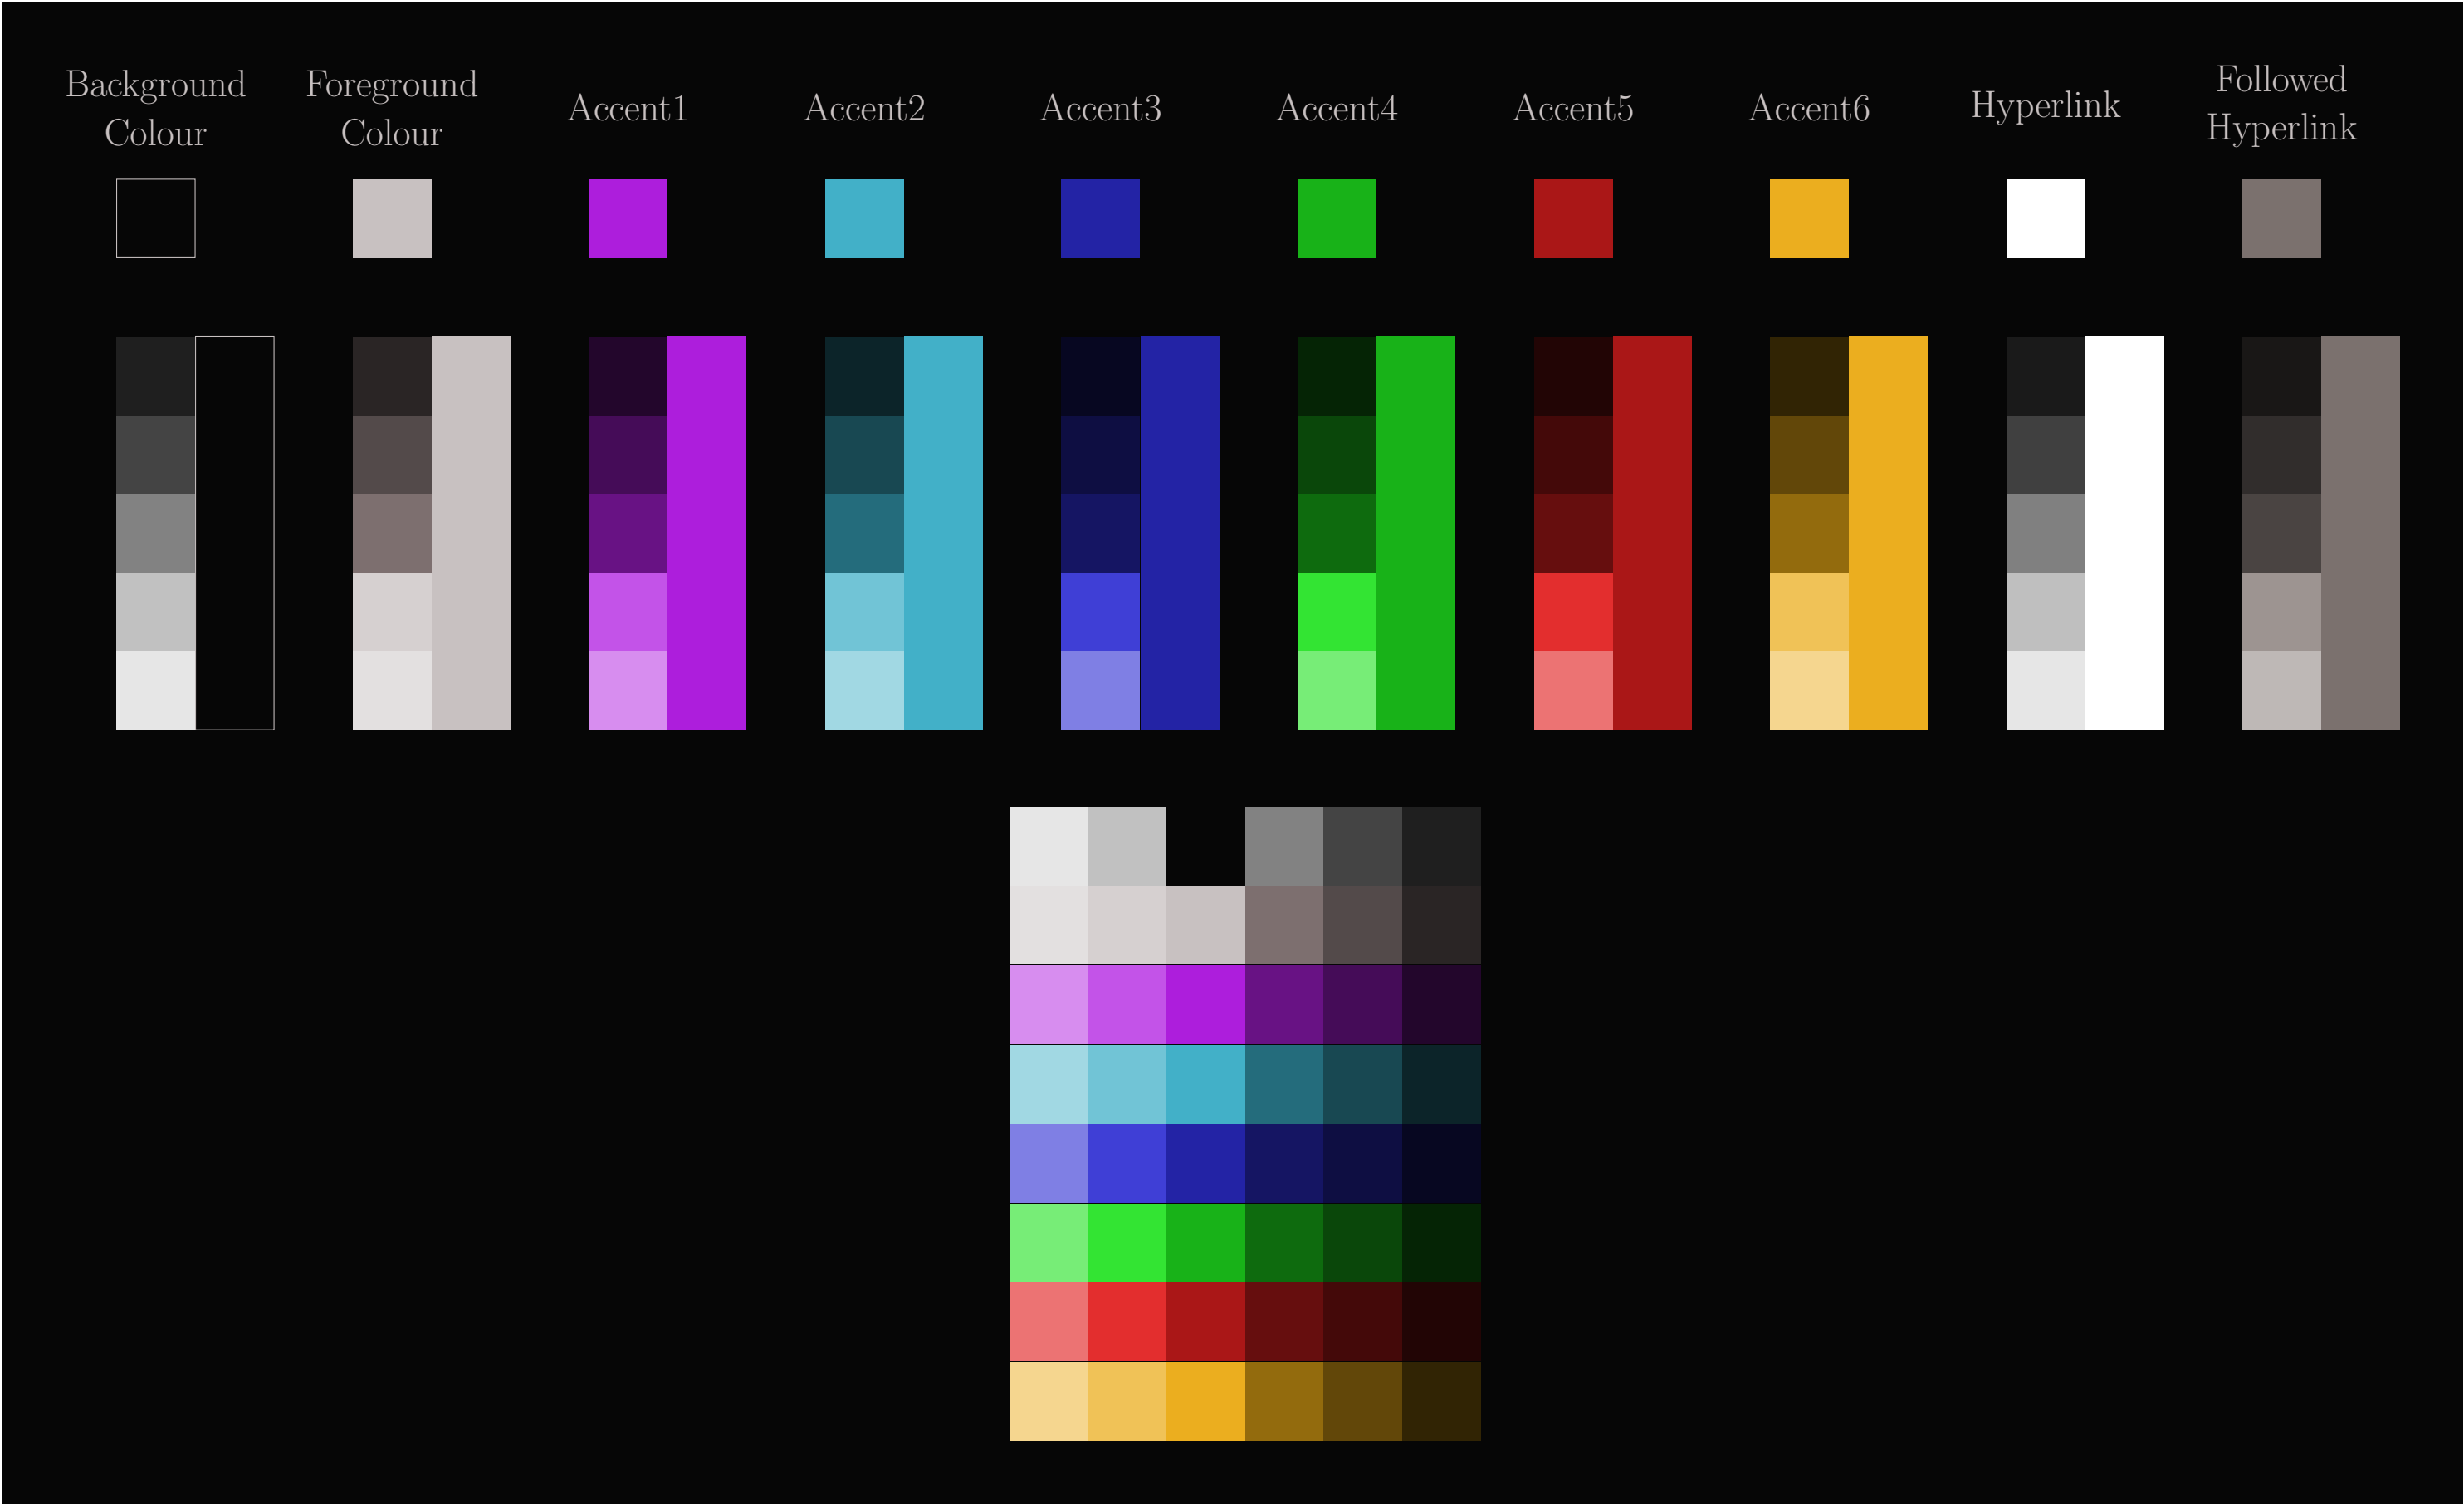 Background
Colour
Foreground
Colour
Accent1
Accent2
Accent3
Accent4
Accent5
Accent6
Hyperlink
Followed
Hyperlink